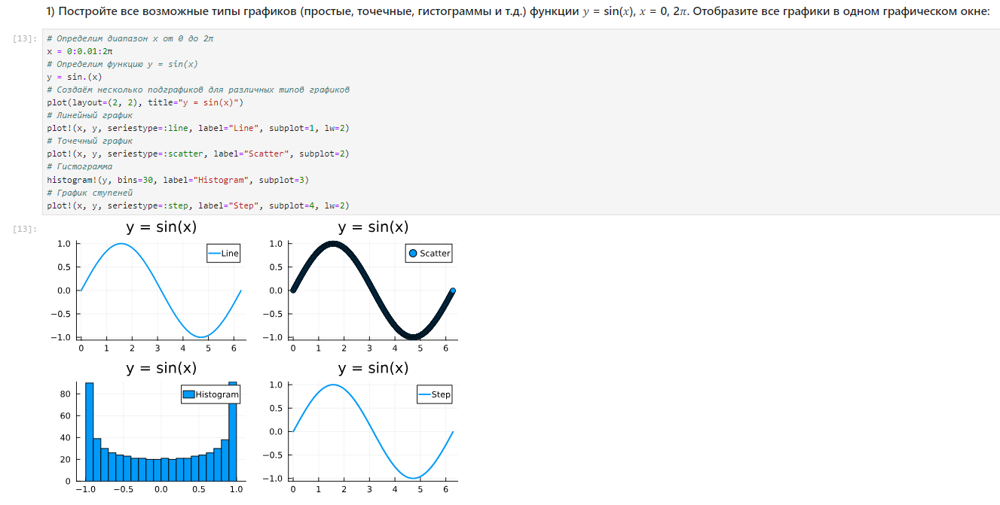 1) Постройте все возможные типы графиков (простые, точечные, гистограммы и т.д.) функции y = sin(x), x = 0, 2π. Отобразите все графики в одном графическом окне:
[13]:
# Определим диапазон x от 0 до 2π
x = 0:0.01:2π
# Определим функцию y = sin(x)
y = sin.(x)
# Создаём несколько подграфиков для различных типов графиков
plot(layout=(2, 2), title="y = sin(x)")
# Линейный график
plot!(x, y, seriestype=:line, label="Line", subplot=1, lw=2)
# Точечный график
plot!(x, y, seriestype=:scatter, label="Scatter", subplot=2)
# Гистограмма
histogram!(y, bins=30, label="Histogram", subplot=3)
# График ступеней
plot!(x, y, seriestype=:step, label="Step", subplot=4, lw=2)
[13]:
y = sin(x)
Line
1.0
0.5
0.0
−0.5
−1.0
0 1 2 3 4 5 6
y = sin(x)
Scatter
1.0
0.5
0.0
−0.5
−1.0
0 1 2 3 4 5 6
y = sin(x)
Histogram
80
60
40
20
0
−1.0 −0.5 0.0 0.5 1.0
y = sin(x)
Step
1.0
0.5
0.0
−0.5
−1.0
0 1 2 3 4 5 6